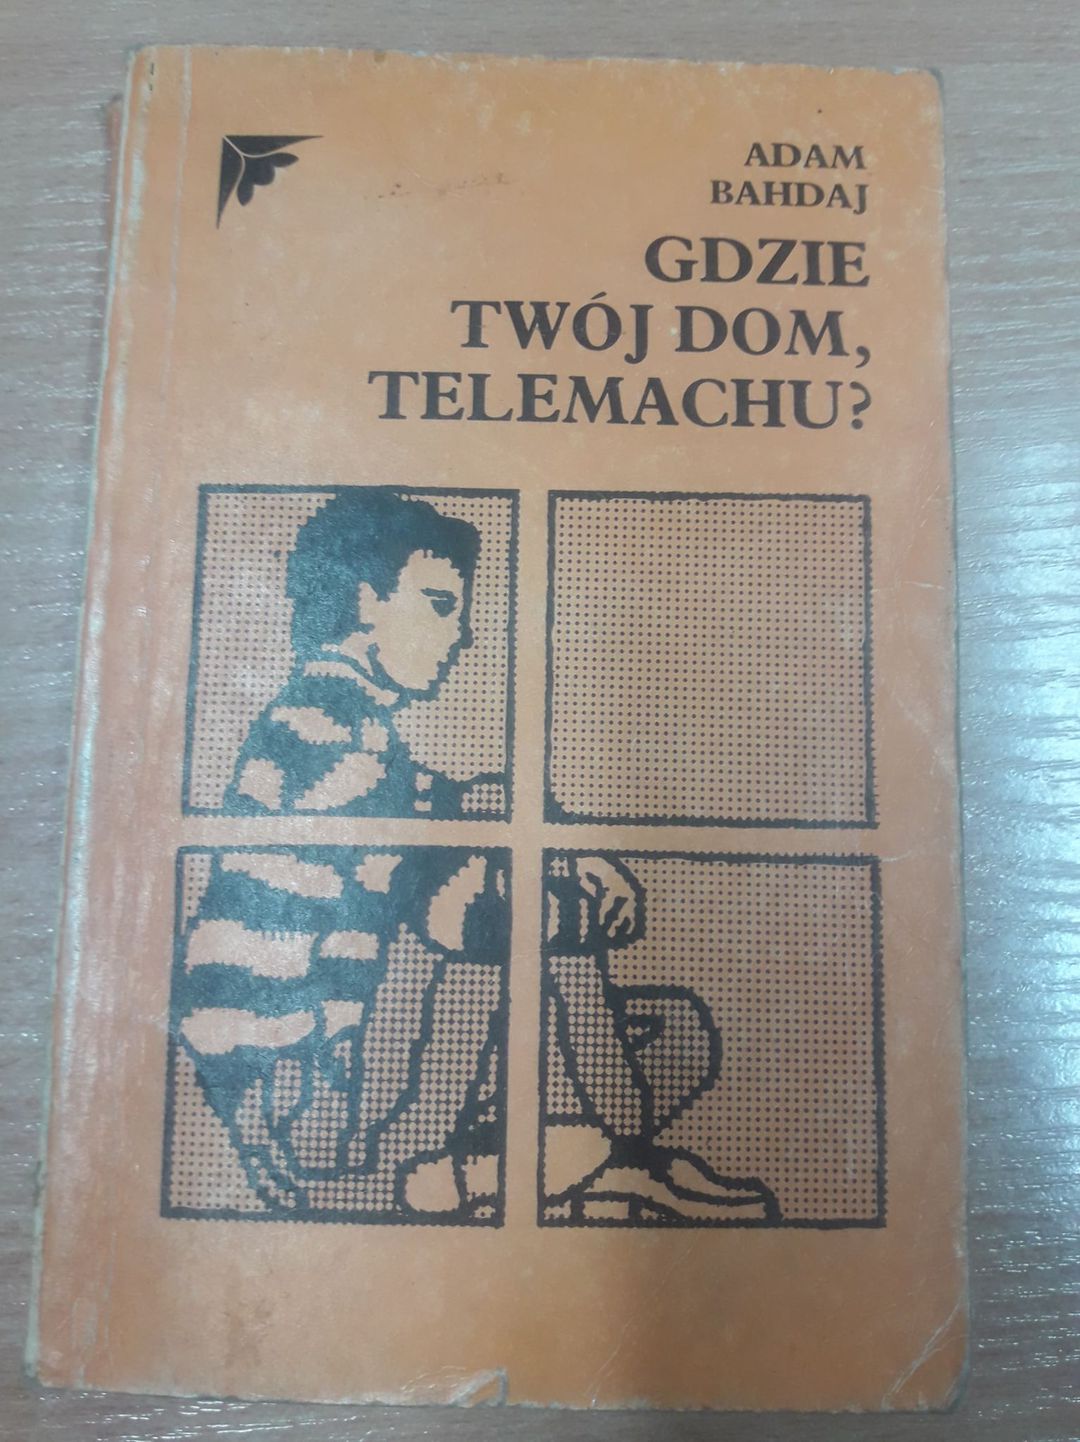 ADAM
BAHDAJ
GDZIE
TWÓJ DOM,
TELEMACHU?